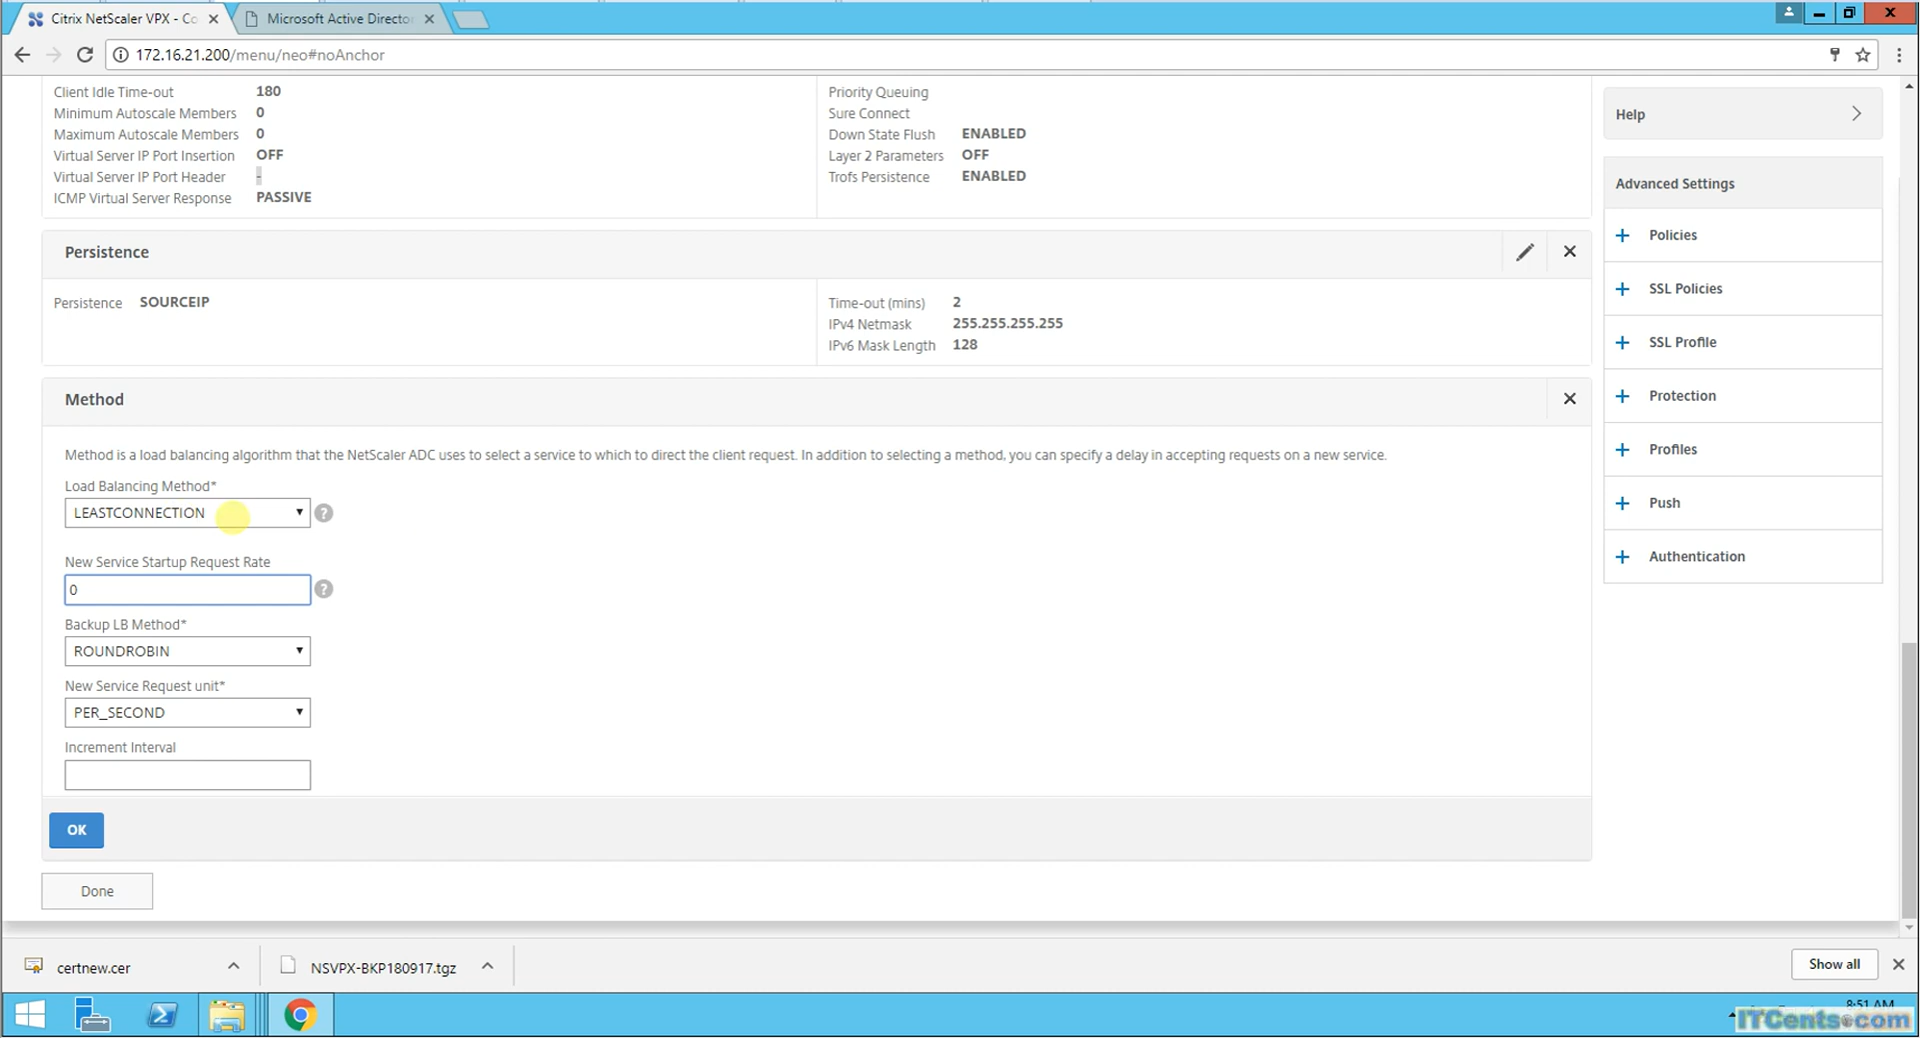 Citrix NetScaler VPX - Co
Microsoft Active Director
172.16.21.200/menu/neo#noAnchor
Client Idle Time-out 180
Minimum Autoscale Members 0
Maximum Autoscale Members 0
Virtual Server IP Port Insertion OFF
Virtual Server IP Port Header -
ICMP Virtual Server Response PASSIVE
Priority Queuing
Sure Connect
Down State Flush ENABLED
Layer 2 Parameters OFF
Trofs Persistence ENABLED
Help
Advanced Settings
Policies
SSL Policies
SSL Profile
Protection
Profiles
Push
Authentication
Persistence
Persistence SOURCEIP
Time-out (mins) 2
IPv4 Netmask 255.255.255.255
IPv6 Mask Length 128
Method
Method is a load balancing algorithm that the NetScaler ADC uses to select a service to which to direct the client request. In addition to selecting a method, you can specify a delay in accepting requests on a new service.
Load Balancing Method*
LEASTCONNECTION
New Service Startup Request Rate
0
Backup LB Method*
ROUNDROBIN
New Service Request unit*
PER_SECOND
Increment Interval
OK
Done
certnew.cer
NSVPX-BKP180917.tgz
Show all
8:51 AM
ITCents.com